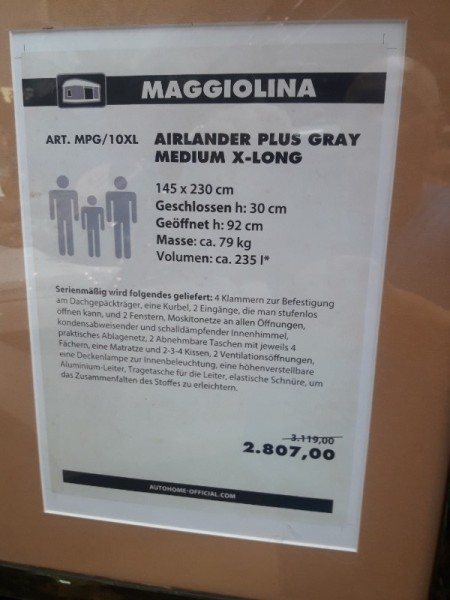 MAGGIOLINA
ART. MPG/10XL AIRLANDER PLUS GRAY
MEDIUM X-LONG
145 x 230 cm
Geschlossen h: 30 cm
Geöffnet h: 92 cm
Masse: ca. 79 kg
Volumen: ca. 235 l*
Serienmäßig wird folgendes geliefert: 4 Klammern zur Befestigung
am Dachgepäckträger, eine Kurbel, 2 Eingänge, die man stufenlos
öffnen kann, und 2 Fenstern, Moskitonetze an allen Öffnungen,
kondensabweisender und schalldämpfender Innenhimmel,
praktisches Ablagenetz, 2 Abnehmbare Taschen mit jeweils 4
Fächern, eine Matratze und 2-3-4 Kissen, 2 Ventilationsöffnungen,
eine Deckenlampe zur Innenbeleuchtung, eine höhenverstellbare
Aluminium-Leiter, Tragetasche für die Leiter, elastische Schnüre, um
das Zusammenfalten des Stoffes zu erleichtern.
3.119,00
2.807,00
AUTOHOME-OFFICIAL.COM